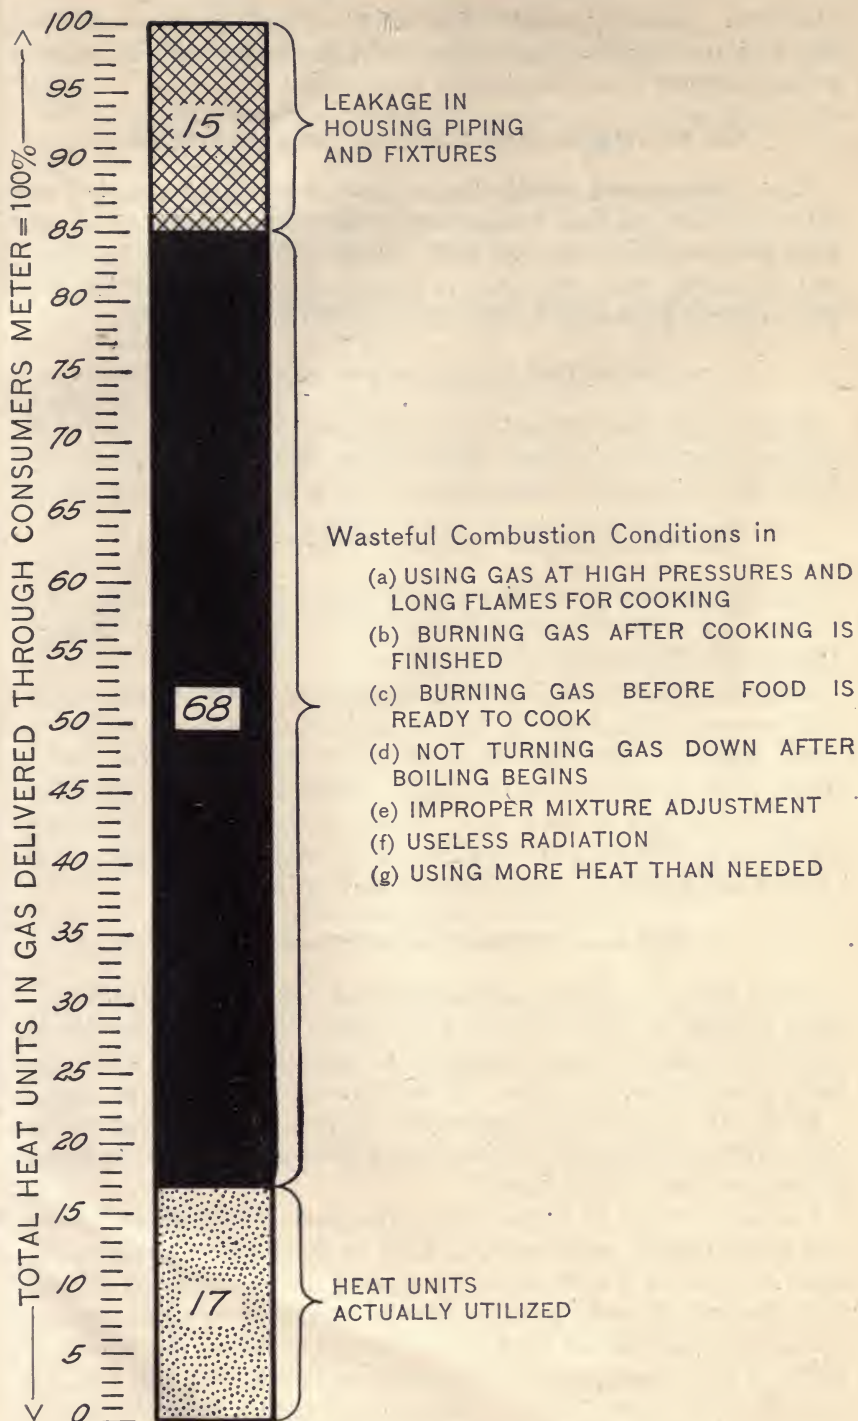 TOTAL HEAT UNITS IN GAS DELIVERED THROUGH CONSUMERS METER=100%
100
95
90
85
80
75
70
65
60
55
50
45
40
35
30
25
20
15
10
5
0
15
LEAKAGE IN
HOUSING PIPING
AND FIXTURES
68
Wasteful Combustion Conditions in
(a) USING GAS AT HIGH PRESSURES AND
LONG FLAMES FOR COOKING
(b) BURNING GAS AFTER COOKING IS
FINISHED
(c) BURNING GAS BEFORE FOOD IS
READY TO COOK
(d) NOT TURNING GAS DOWN AFTER
BOILING BEGINS
(e) IMPROPER MIXTURE ADJUSTMENT
(f) USELESS RADIATION
(g) USING MORE HEAT THAN NEEDED
17
HEAT UNITS
ACTUALLY UTILIZED